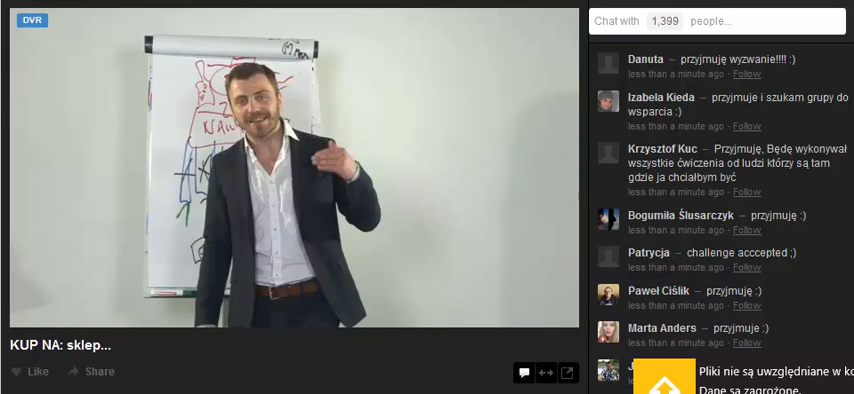 DVR
KUP NA: sklep...
Like
Share
Chat with 1,399 people...
Danuta – przyjmuję wyzwanie!!!! :)
less than a minute ago · Follow
Izabela Kieda – przyjmuje i szukam grupy do
wsparcia :)
less than a minute ago · Follow
Krzysztof Kuc – Przyjmuję, Będę wykonywał
wszystkie ćwiczenia od ludzi którzy są tam
gdzie ja chciałbym być
less than a minute ago · Follow
Bogumiła Ślusarczyk – przyjmuję :)
less than a minute ago · Follow
Patrycja – challenge acccepted ;)
less than a minute ago · Follow
Paweł Ciślik – przyjmuję :)
less than a minute ago · Follow
Marta Anders – przyjmuje :)
less than a minute ago · Follow
Pliki nie są uwzględniane w
Dane są zagrożone.